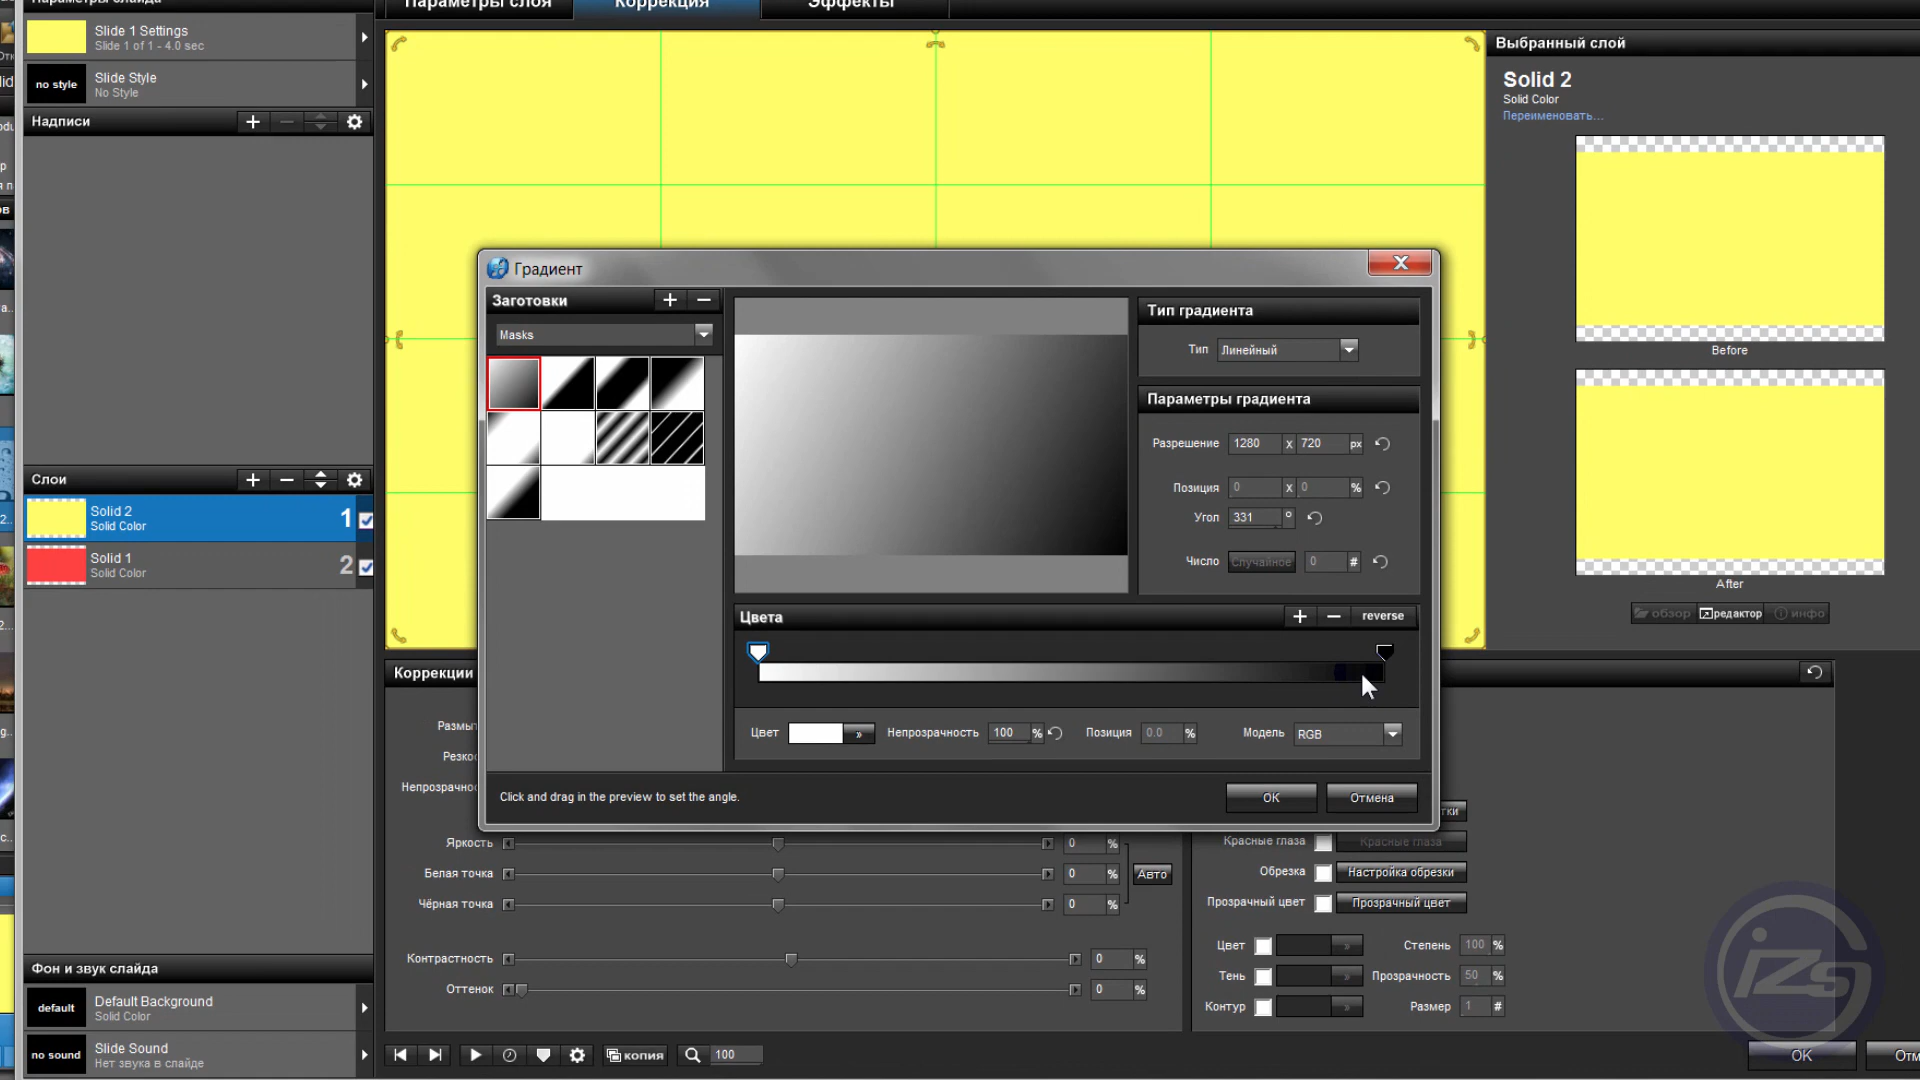 Параметры слайда
Slide 1 Settings
Slide 1 of 1 - 4.0 sec
no style
Slide Style
No Style
Надписи
Слои
Solid 2
Solid Color
1
Solid 1
Solid Color
2
Фон и звук слайда
default
Default Background
Solid Color
no sound
Slide Sound
Нет звука в слайде
Параметры слоя
Коррекция
Эффекты
Градиент
Заготовки
Masks
Тип градиента
Тип
Линейный
Параметры градиента
Разрешение 1280 x 720 px
Позиция 0 x 0 %
Угол 331 °
Число Случайное 0 #
Цвета
reverse
Цвет » Непрозрачность 100 % Позиция 0.0 % Модель RGB
Click and drag in the preview to set the angle.
OK
Отмена
Коррекции
Яркость 0 %
Белая точка 0 % Авто
Чёрная точка 0 %
Контрастность 0 %
Оттенок 0 %
Красные глаза Красные глаза
Обрезка Настройка обрезки
Прозрачный цвет Прозрачный цвет
Цвет » Степень 100 %
Тень » Прозрачность 50 %
Контур » Размер 1 #
копия
100
Выбранный слой
Solid 2
Solid Color
Переименовать...
Before
After
обзор
редактор
инфо
izs
OK